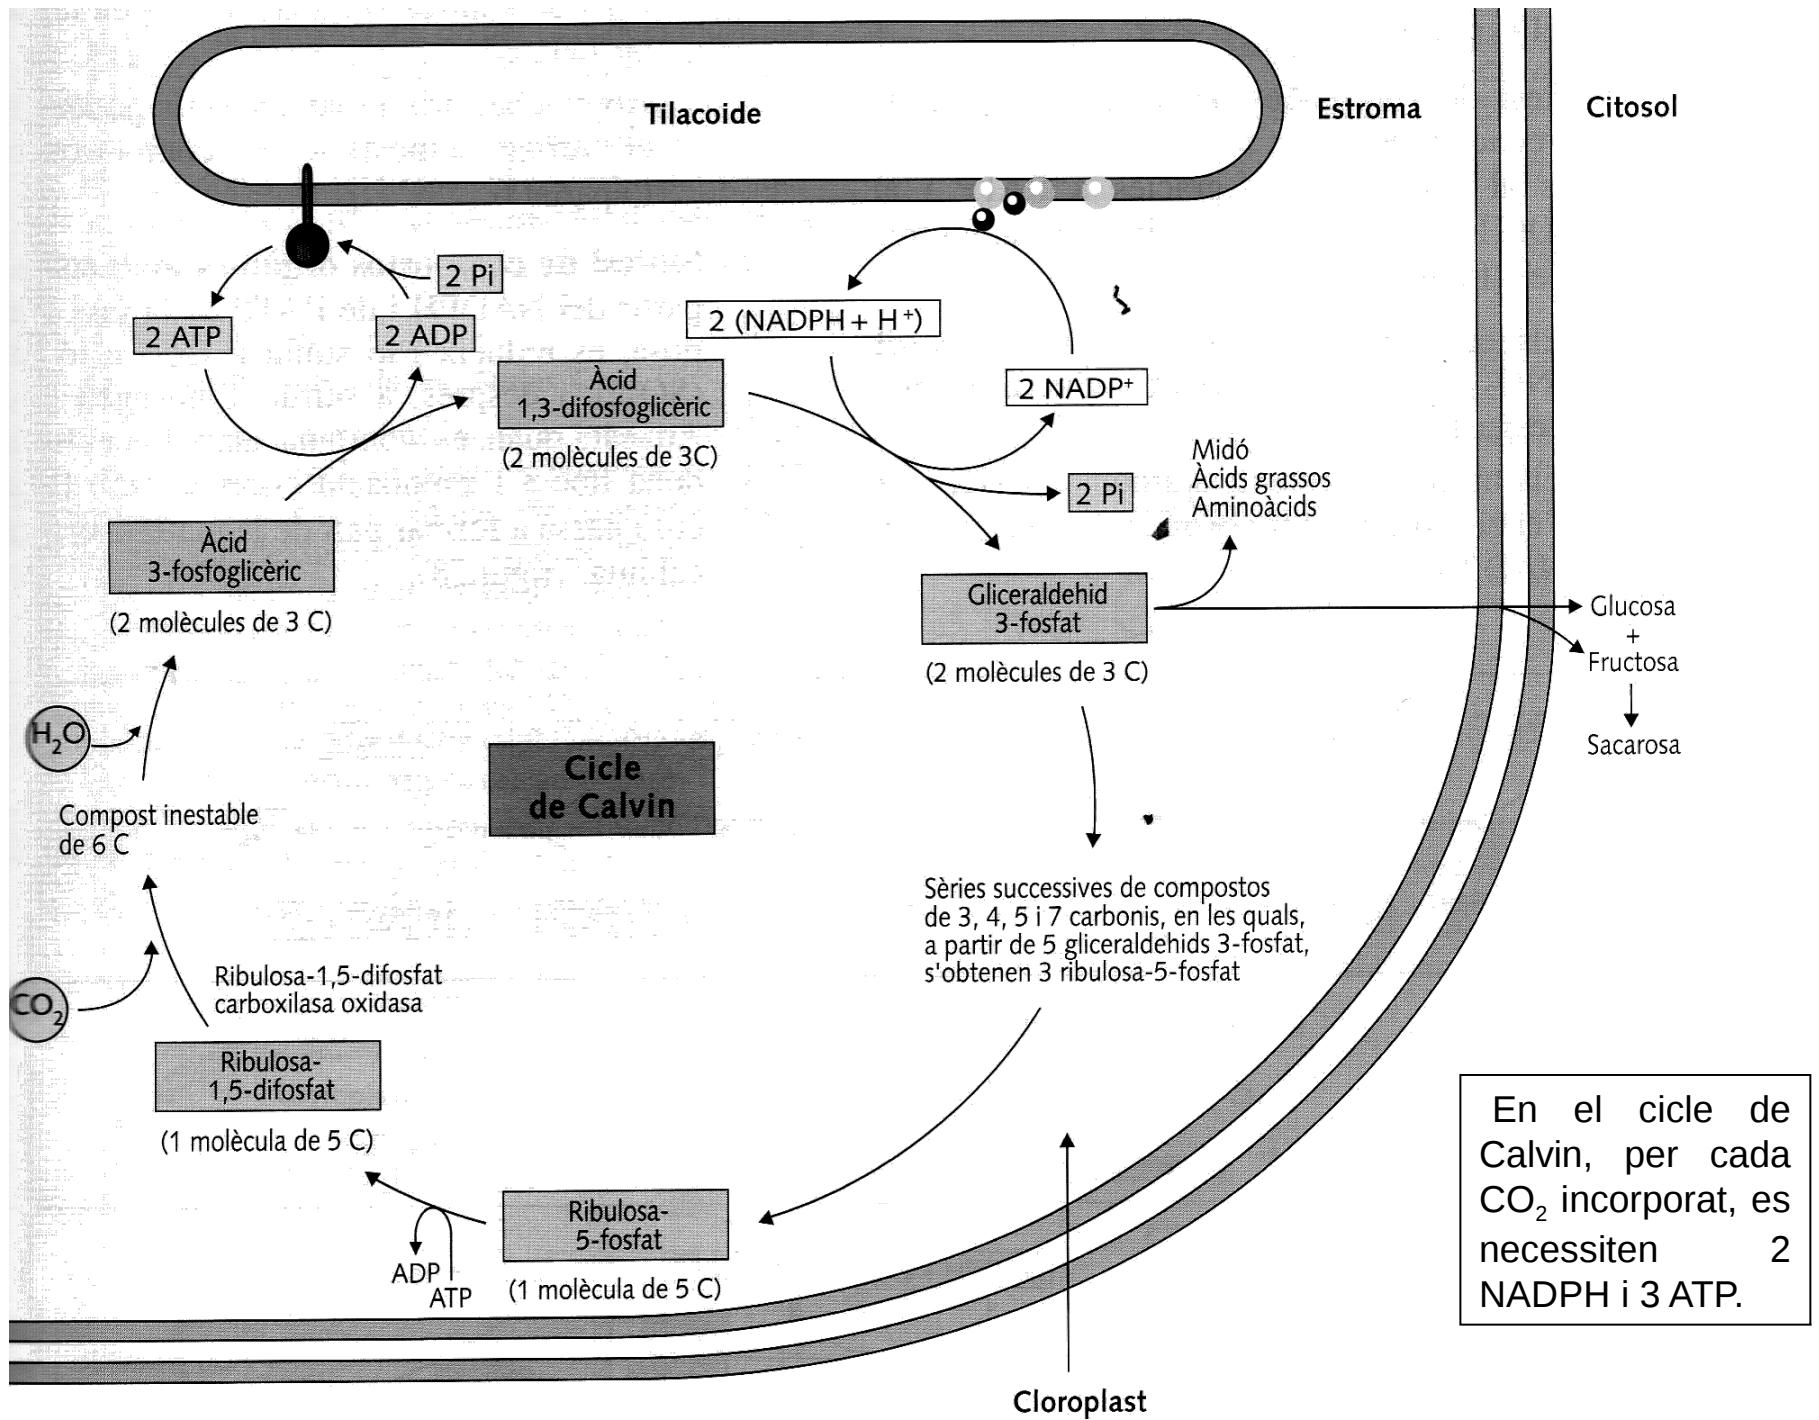 Tilacoide
Estroma
Citosol
2 Pi
2 ATP
2 ADP
2 (NADPH + H⁺)
2 NADP⁺
Àcid
1,3-difosfoglicèric
(2 molècules de 3C)
2 Pi
Midó
Àcids grassos
Aminoàcids
Àcid
3-fosfoglicèric
(2 molècules de 3 C)
Gliceraldehid
3-fosfat
(2 molècules de 3 C)
Glucosa
+
Fructosa
Sacarosa
H₂O
Cicle
de Calvin
Compost inestable
de 6 C
Sèries successives de compostos
de 3, 4, 5 i 7 carbonis, en les quals,
a partir de 5 gliceraldehids 3-fosfat,
s'obtenen 3 ribulosa-5-fosfat
CO₂
Ribulosa-1,5-difosfat
carboxilasa oxidasa
Ribulosa-
1,5-difosfat
(1 molècula de 5 C)
Ribulosa-
5-fosfat
(1 molècula de 5 C)
ADP
ATP
En el cicle de
Calvin, per cada
CO₂ incorporat, es
necessiten 2
NADPH i 3 ATP.
Cloroplast